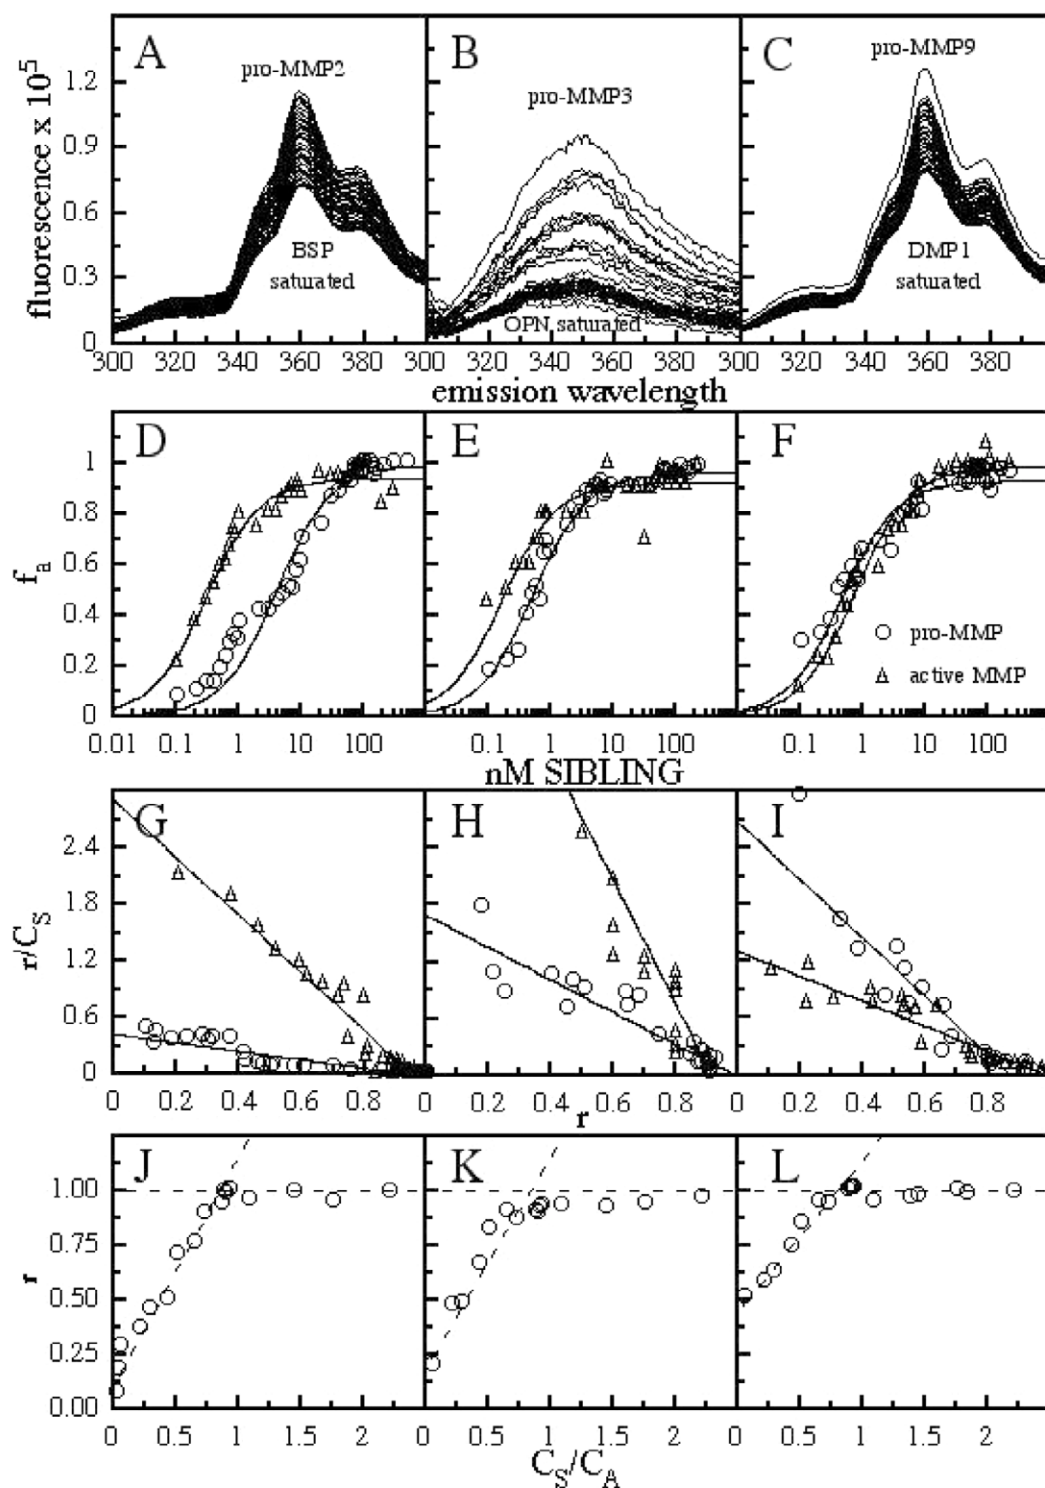 A B C
pro-MMP2 pro-MMP3 pro-MMP9
fluorescence x 10⁵
1.2
0.9
0.6
0.3
0
BSP
saturated
OPN saturated
DMP1
saturated
300 320 340 360 380 300 320 340 360 380 300 320 340 360 380
emission wavelength
D E F
fₐ
1
0.8
0.6
0.4
0.2
0
pro-MMP
active MMP
0.01 0.1 1 10 100 0.1 1 10 100 0.1 1 10 100
nM SIBLING
G H I
r/C_S
2.4
1.8
1.2
0.6
0
0 0.2 0.4 0.6 0.8 0 0.2 0.4 0.6 0.8 0 0.2 0.4 0.6 0.8
r
J K L
r
1.00
0.75
0.50
0.25
0.00
0 0.5 1 1.5 2 0 0.5 1 1.5 2 0 0.5 1 1.5 2
C_S/C_A